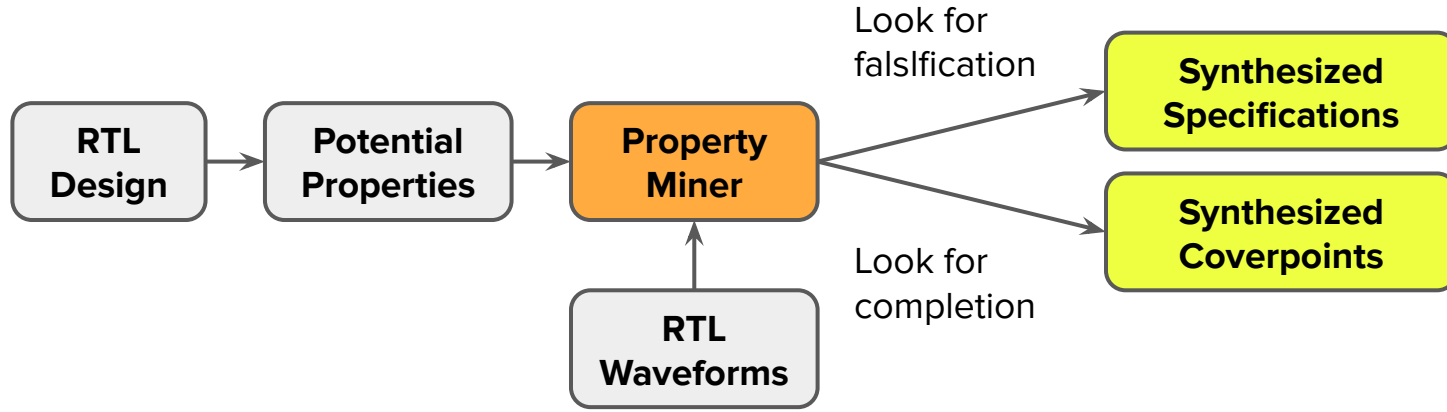 Look for
falslfication
Synthesized
Specifications
RTL
Design
Potential
Properties
Property
Miner
Synthesized
Coverpoints
Look for
completion
RTL
Waveforms